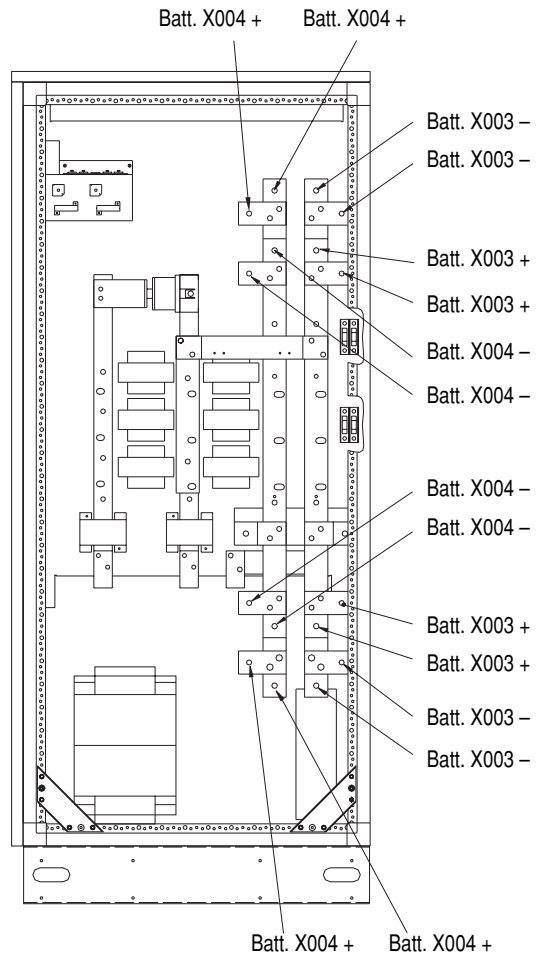 Batt. X004 +
Batt. X004 +
Batt. X003 –
Batt. X003 –
Batt. X003 +
Batt. X003 +
Batt. X004 –
Batt. X004 –
Batt. X004 –
Batt. X004 –
Batt. X003 +
Batt. X003 +
Batt. X003 –
Batt. X003 –
Batt. X004 +
Batt. X004 +